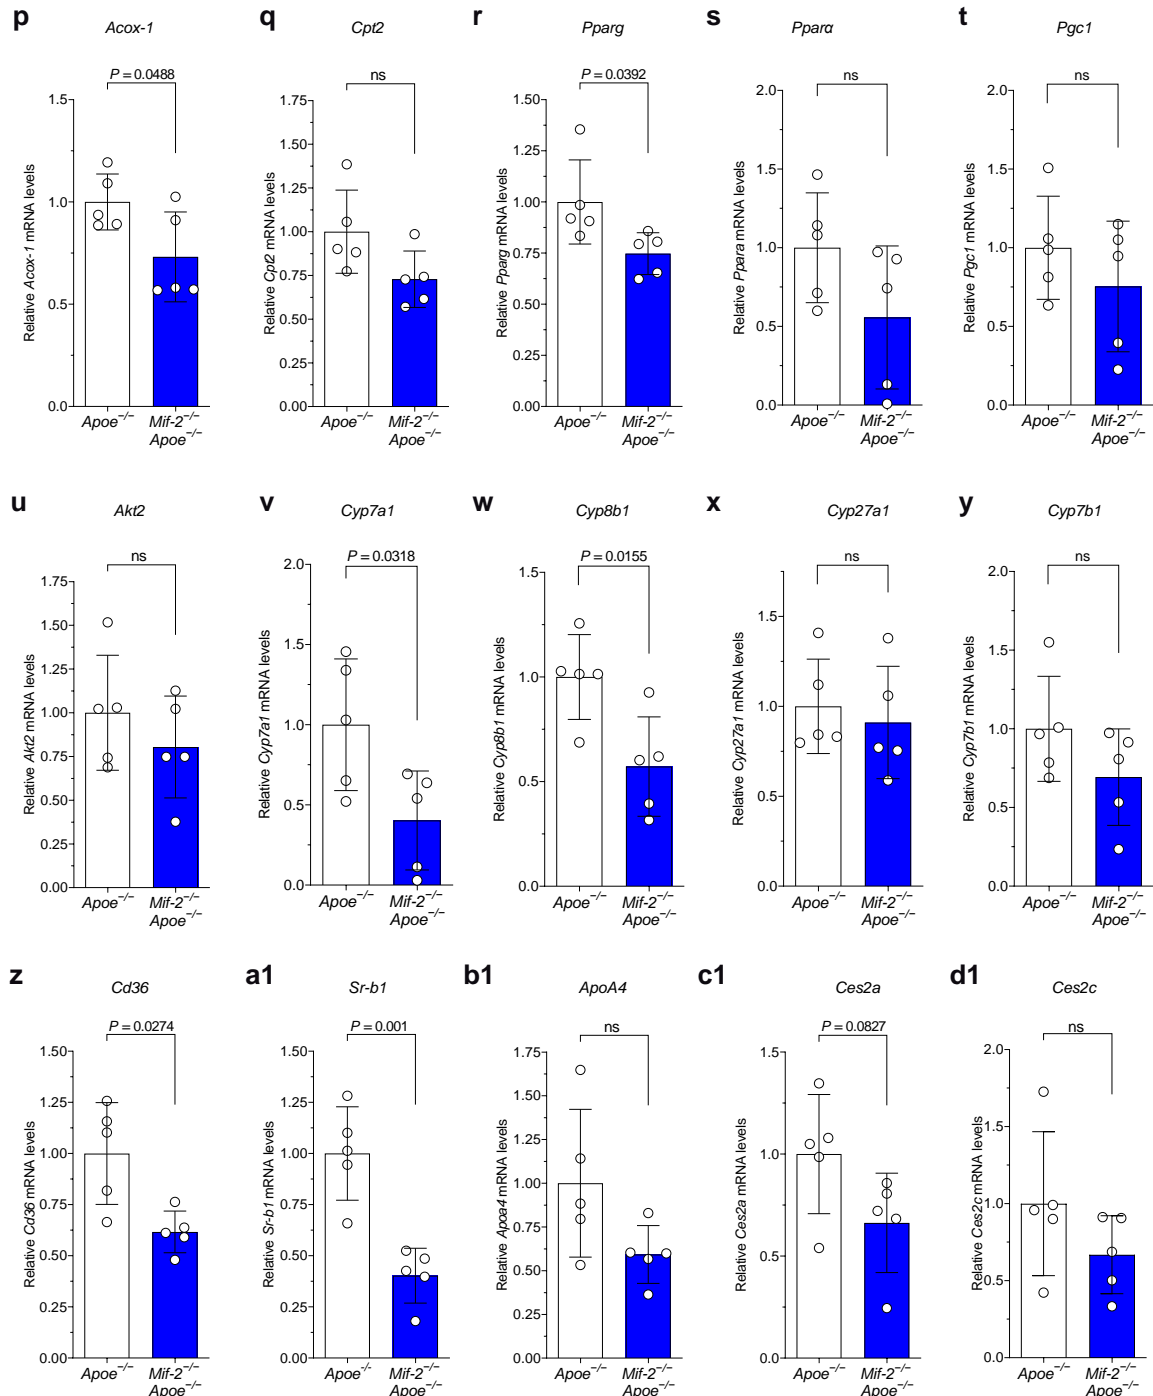 p
Acox-1
P = 0.0488
Relative Acox-1 mRNA levels
1.5
1.0
0.5
0.0
Apoe−/−
Mif-2−/−
Apoe−/−
q
Cpt2
ns
Relative Cpt2 mRNA levels
1.75
1.50
1.25
1.00
0.75
0.50
0.25
0.00
Apoe−/−
Mif-2−/−
Apoe−/−
r
Pparg
P = 0.0392
Relative Pparg mRNA levels
1.50
1.25
1.00
0.75
0.50
0.25
0.00
Apoe−/−
Mif-2−/−
Apoe−/−
s
Pparα
ns
Relative Pparα mRNA levels
2.0
1.5
1.0
0.5
0.0
Apoe−/−
Mif-2−/−
Apoe−/−
t
Pgc1
ns
Relative Pgc1 mRNA levels
2.0
1.5
1.0
0.5
0.0
Apoe−/−
Mif-2−/−
Apoe−/−
u
Akt2
ns
Relative Akt2 mRNA levels
1.75
1.50
1.25
1.00
0.75
0.50
0.25
0.00
Apoe−/−
Mif-2−/−
Apoe−/−
v
Cyp7a1
P = 0.0318
Relative Cyp7a1 mRNA levels
2.0
1.5
1.0
0.5
0.0
Apoe−/−
Mif-2−/−
Apoe−/−
w
Cyp8b1
P = 0.0155
Relative Cyp8b1 mRNA levels
1.5
1.0
0.5
0.0
Apoe−/−
Mif-2−/−
Apoe−/−
x
Cyp27a1
ns
Relative Cyp27a1 mRNA levels
1.5
1.0
0.5
0.0
Apoe−/−
Mif-2−/−
Apoe−/−
y
Cyp7b1
ns
Relative Cyp7b1 mRNA levels
2.0
1.5
1.0
0.5
0.0
Apoe−/−
Mif-2−/−
Apoe−/−
z
Cd36
P = 0.0274
Relative Cd36 mRNA levels
1.50
1.25
1.00
0.75
0.50
0.25
0.00
Apoe−/−
Mif-2−/−
Apoe−/−
a1
Sr-b1
P = 0.001
Relative Sr-b1 mRNA levels
1.50
1.25
1.00
0.75
0.50
0.25
0.00
Apoe−/−
Mif-2−/−
Apoe−/−
b1
ApoA4
ns
Relative Apoa4 mRNA levels
1.75
1.50
1.25
1.00
0.75
0.50
0.25
0.00
Apoe−/−
Mif-2−/−
Apoe−/−
c1
Ces2a
P = 0.0827
Relative Ces2a mRNA levels
1.5
1.0
0.5
0.0
Apoe−/−
Mif-2−/−
Apoe−/−
d1
Ces2c
ns
Relative Ces2c mRNA levels
2.0
1.5
1.0
0.5
0.0
Apoe−/−
Mif-2−/−
Apoe−/−